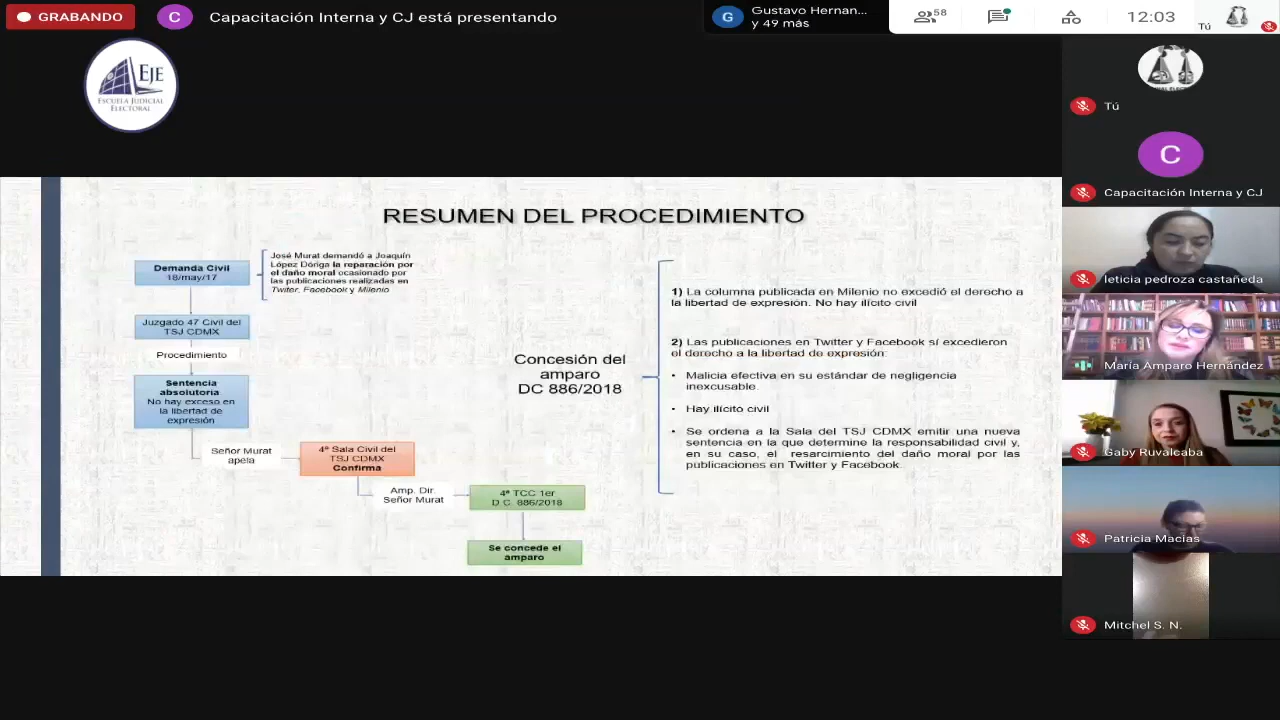 GRABANDO
C
Capacitación Interna y CJ está presentando
G
Gustavo Hernan...
y 49 más
58
12:03
Tú
EJE
ESCUELA JUDICIAL
ELECTORAL
RESUMEN DEL PROCEDIMIENTO
Demanda Civil
18/may/17
José Murat demandó a Joaquín
López Dóriga la reparación por
el daño moral ocasionado por
las publicaciones realizadas en
Twiter, Facebook y Milenio
Juzgado 47 Civil del
TSJ CDMX
Procedimiento
Sentencia
absolutoria
No hay exceso en
la libertad de
expresión
Señor Murat
apela
4ª Sala Civil del
TSJ CDMX
Confirma
Amp. Dir.
Señor Murat
4º TCC 1er
D.C. 886/2018
Se concede el
amparo
Concesión del
amparo
DC 886/2018
1) La columna publicada en Milenio no excedió el derecho a
la libertad de expresión. No hay ilícito civil
2) Las publicaciones en Twitter y Facebook sí excedieron
el derecho a la libertad de expresión:
• Malicia efectiva en su estándar de negligencia
inexcusable.
• Hay ilícito civil
• Se ordena a la Sala del TSJ CDMX emitir una nueva
sentencia en la que determine la responsabilidad civil y,
en su caso, el resarcimiento del daño moral por las
publicaciones en Twitter y Facebook.
Tú
C
Capacitación Interna y CJ
leticia pedroza castañeda
María Amparo Hernández
Gaby Ruvalcaba
Patricia Macias
Mitchel S. N.